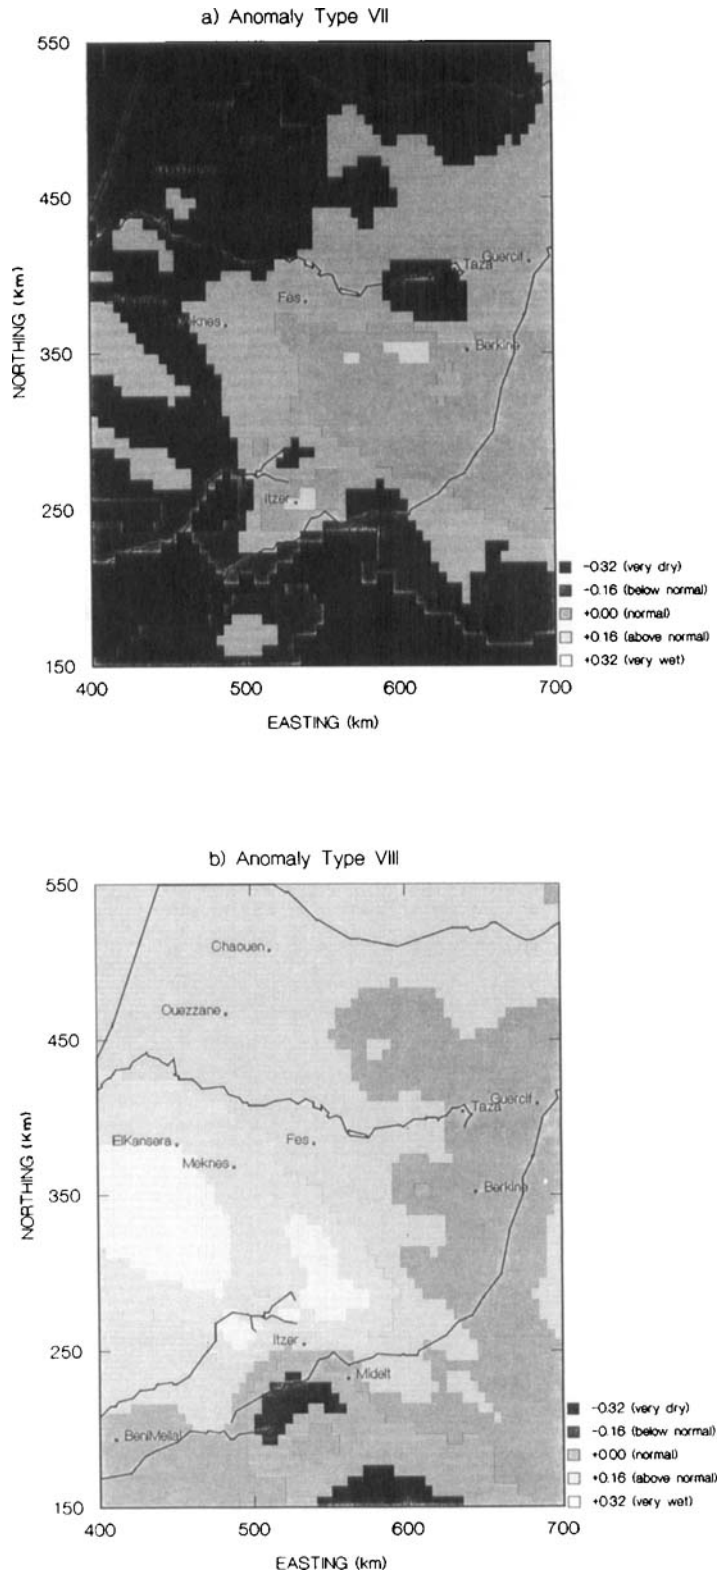 a) Anomaly Type VII
550
450
350
250
150
NORTHING (Km)
Guercif
Taza
Fes
Meknes
Berkine
Itzer
-0.32 (very dry)
-0.16 (below normal)
+0.00 (normal)
+0.16 (above normal)
+0.32 (very wet)
400
500
600
700
EASTING (km)
b) Anomaly Type VIII
550
450
350
250
150
NORTHING (Km)
Chaouen
Ouezzane
Guercif
Taza
ElKansera
Fes
Meknes
Berkine
Itzer
Midelt
BeniMellal
-0.32 (very dry)
-0.16 (below normal)
+0.00 (normal)
+0.16 (above normal)
+0.32 (very wet)
400
500
600
700
EASTING (km)